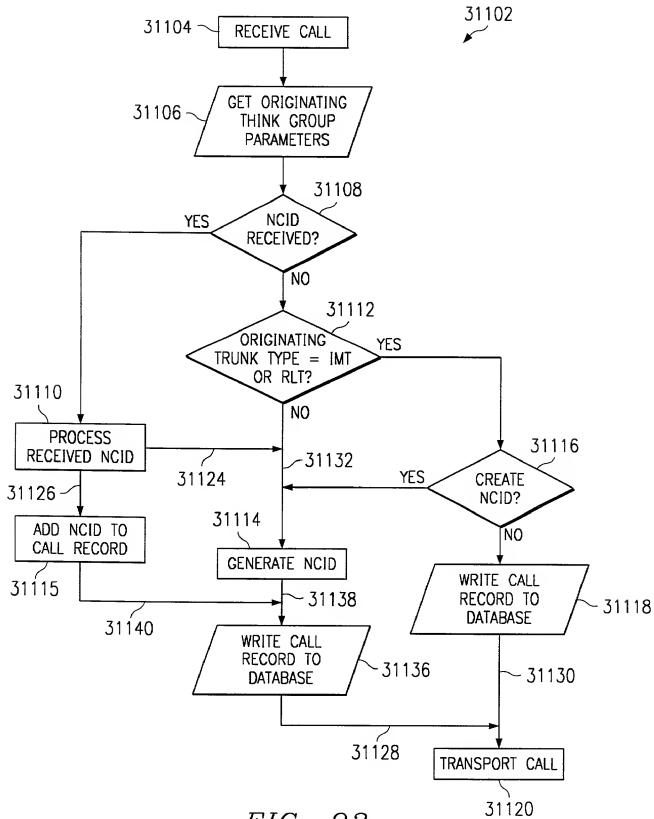 31102
31104
RECEIVE CALL
31106
GET ORIGINATING
THINK GROUP
PARAMETERS
31108
YES
NCID
RECEIVED?
NO
31112
ORIGINATING
TRUNK TYPE = IMT
OR RLT?
YES
NO
31110
PROCESS
RECEIVED NCID
31124
31132
31116
YES
CREATE
NCID?
NO
31126
ADD NCID TO
CALL RECORD
31115
31114
GENERATE NCID
31138
31140
WRITE CALL
RECORD TO
DATABASE
31118
WRITE CALL
RECORD TO
DATABASE
31136
31130
31128
TRANSPORT CALL
31120